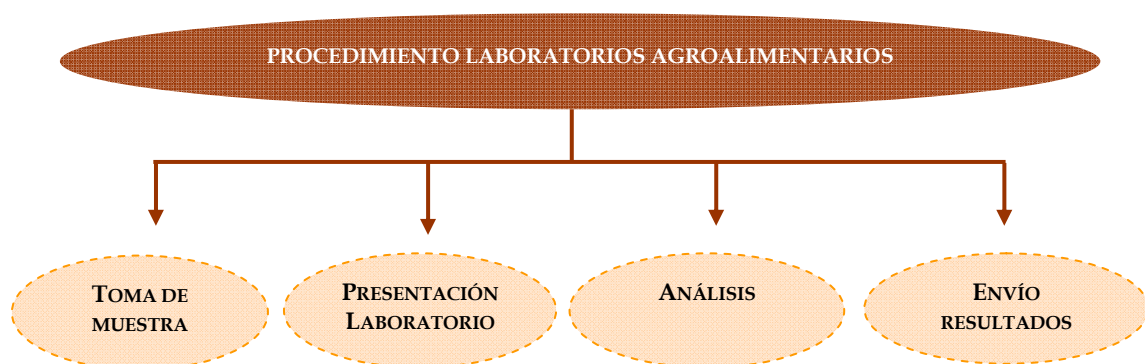 PROCEDIMIENTO LABORATORIOS AGROALIMENTARIOS
TOMA DE
MUESTRA
PRESENTACIÓN
LABORATORIO
ANÁLISIS
ENVÍO
RESULTADOS